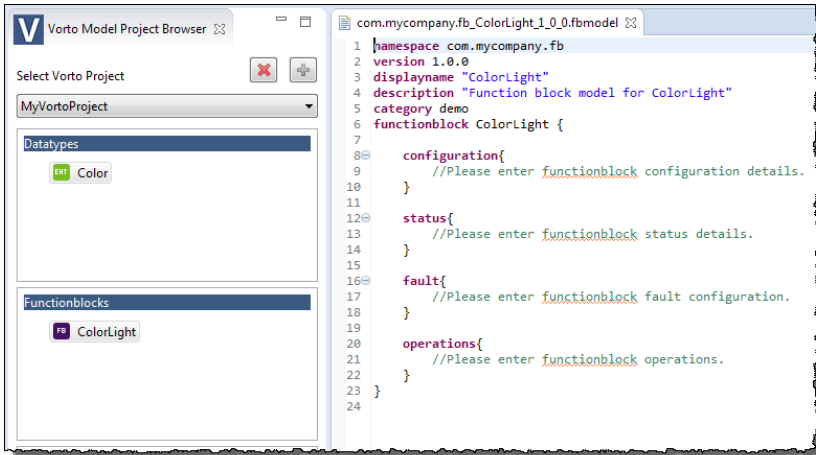 V Vorto Model Project Browser
Select Vorto Project
MyVortoProject
Datatypes
ENT Color
Functionblocks
FB ColorLight
com.mycompany.fb_ColorLight_1_0_0.fbmodel
1 namespace com.mycompany.fb
2 version 1.0.0
3 displayname "ColorLight"
4 description "Function block model for ColorLight"
5 category demo
6 functionblock ColorLight {
7
8 configuration{
9 //Please enter functionblock configuration details.
10 }
11
12 status{
13 //Please enter functionblock status details.
14 }
15
16 fault{
17 //Please enter functionblock fault configuration.
18 }
19
20 operations{
21 //Please enter functionblock operations.
22 }
23 }
24